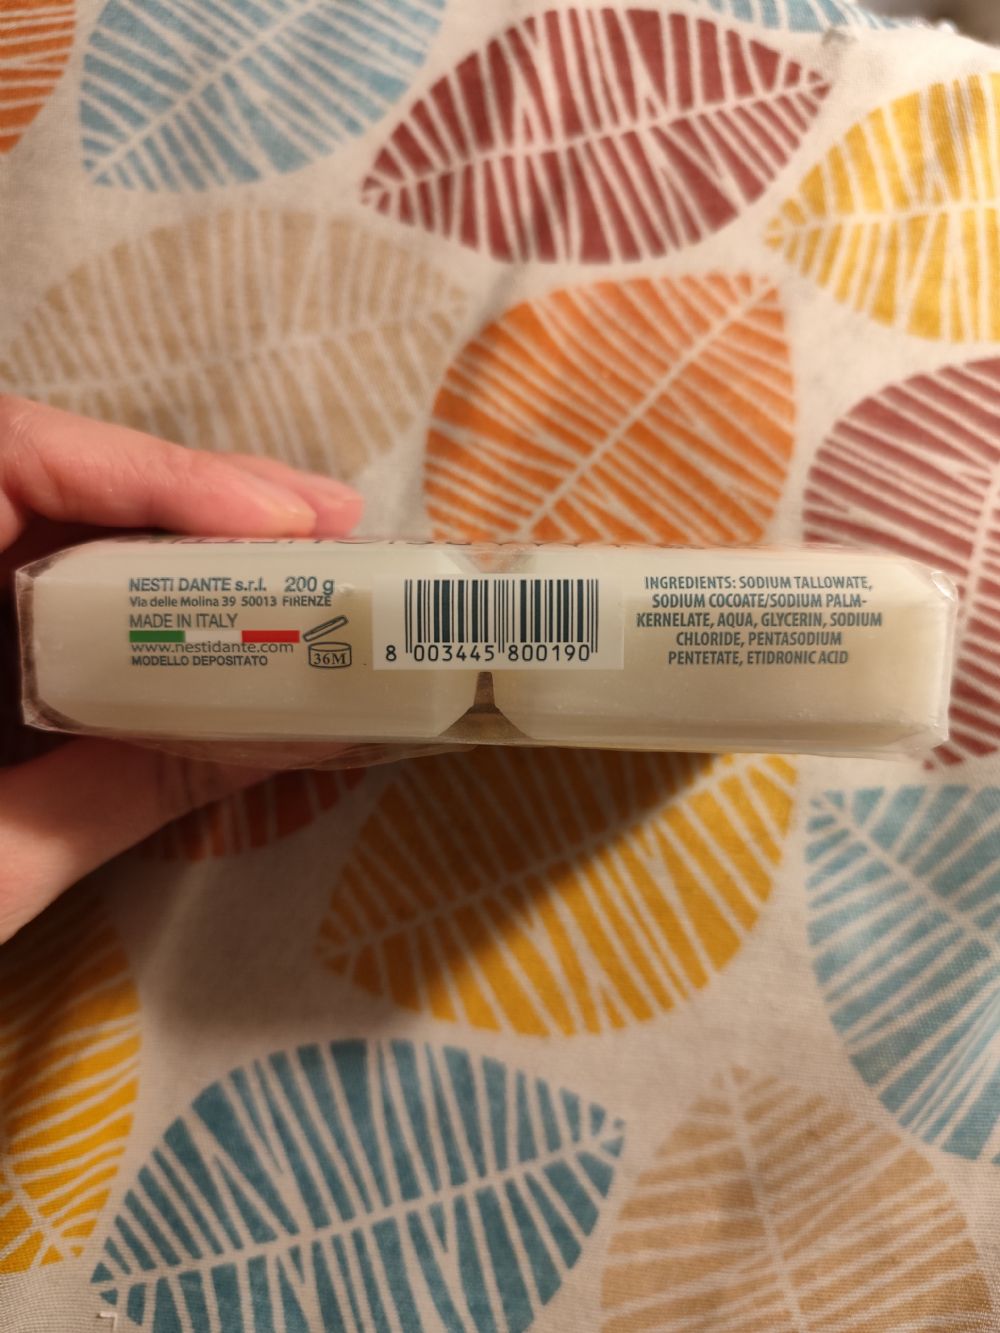 NESTI DANTE s.r.l. 200 g
Via delle Molina 39 50013 FIRENZE
MADE IN ITALY
www.nestidante.com
MODELLO DEPOSITATO
36M
8 003445 800190
INGREDIENTS: SODIUM TALLOWATE,
SODIUM COCOATE/SODIUM PALM-
KERNELATE, AQUA, GLYCERIN, SODIUM
CHLORIDE, PENTASODIUM
PENTETATE, ETIDRONIC ACID